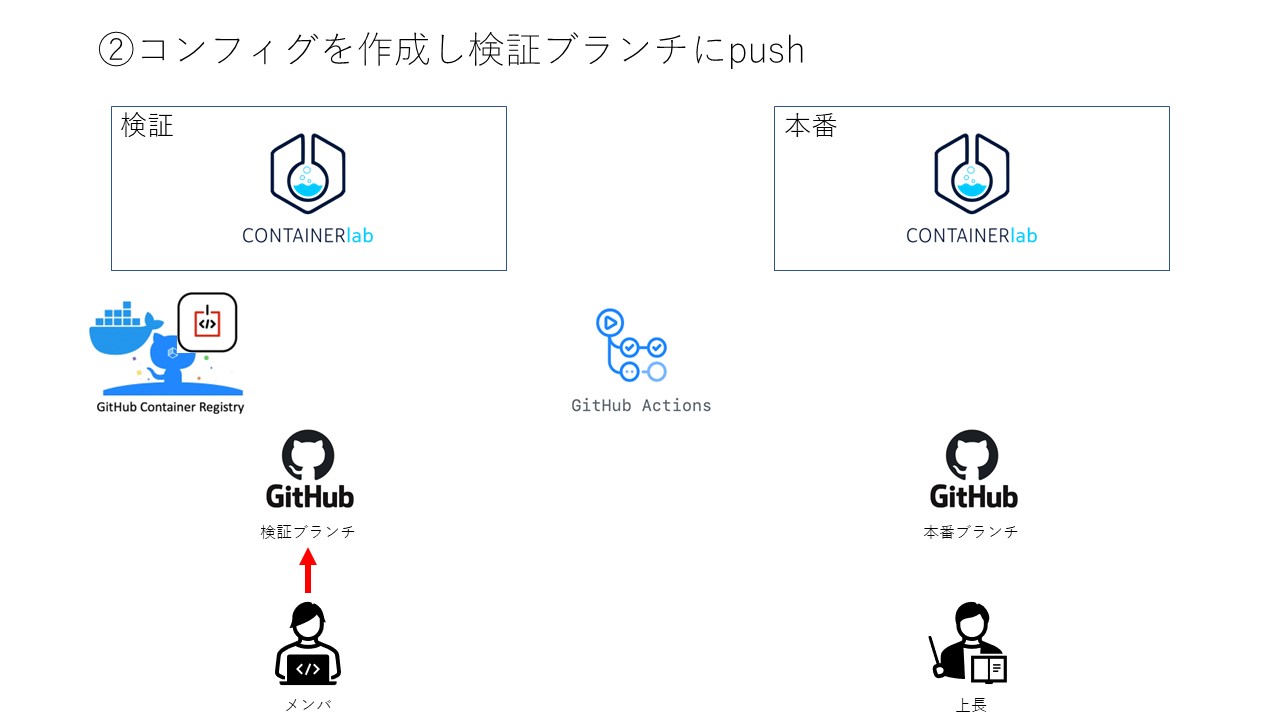 ②コンフィグを作成し検証ブランチにpush
検証
CONTAINERlab
本番
CONTAINERlab
</>
GitHub Container Registry
GitHub Actions
GitHub
検証ブランチ
GitHub
本番ブランチ
</>
メンバ
上長